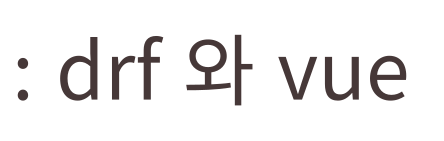 : drf 와 vue